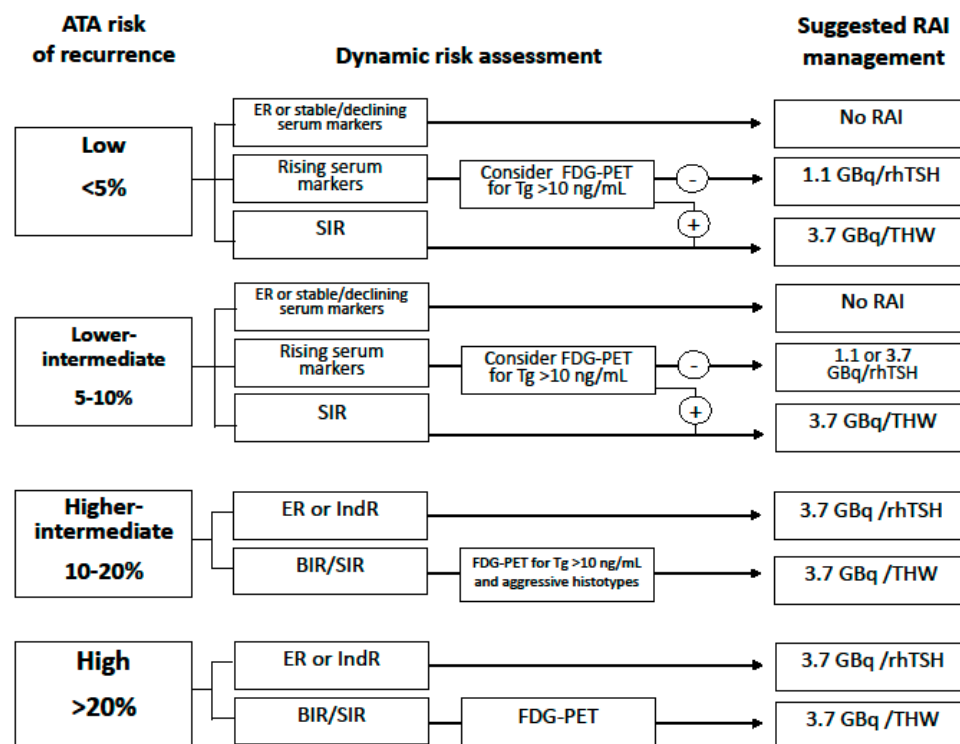 ATA risk
of recurrence
Dynamic risk assessment
Suggested RAI
management
Low
<5%
ER or stable/declining
serum markers
No RAI
Rising serum
markers
Consider FDG-PET
for Tg >10 ng/mL
-
1.1 GBq/rhTSH
+
SIR
3.7 GBq/THW
Lower-
intermediate
5-10%
ER or stable/declining
serum markers
No RAI
Rising serum
markers
Consider FDG-PET
for Tg >10 ng/mL
-
1.1 or 3.7
GBq/rhTSH
+
SIR
3.7 GBq/THW
Higher-
intermediate
10-20%
ER or IndR
3.7 GBq /rhTSH
BIR/SIR
FDG-PET for Tg >10 ng/mL
and aggressive histotypes
3.7 GBq /THW
High
>20%
ER or IndR
3.7 GBq /rhTSH
BIR/SIR
FDG-PET
3.7 GBq /THW